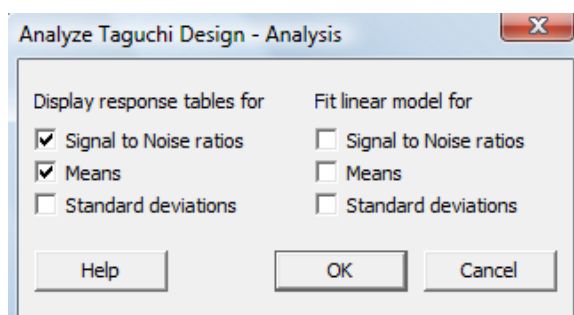 Analyze Taguchi Design - Analysis
Display response tables for
Fit linear model for
Signal to Noise ratios
Signal to Noise ratios
Means
Means
Standard deviations
Standard deviations
Help
OK
Cancel